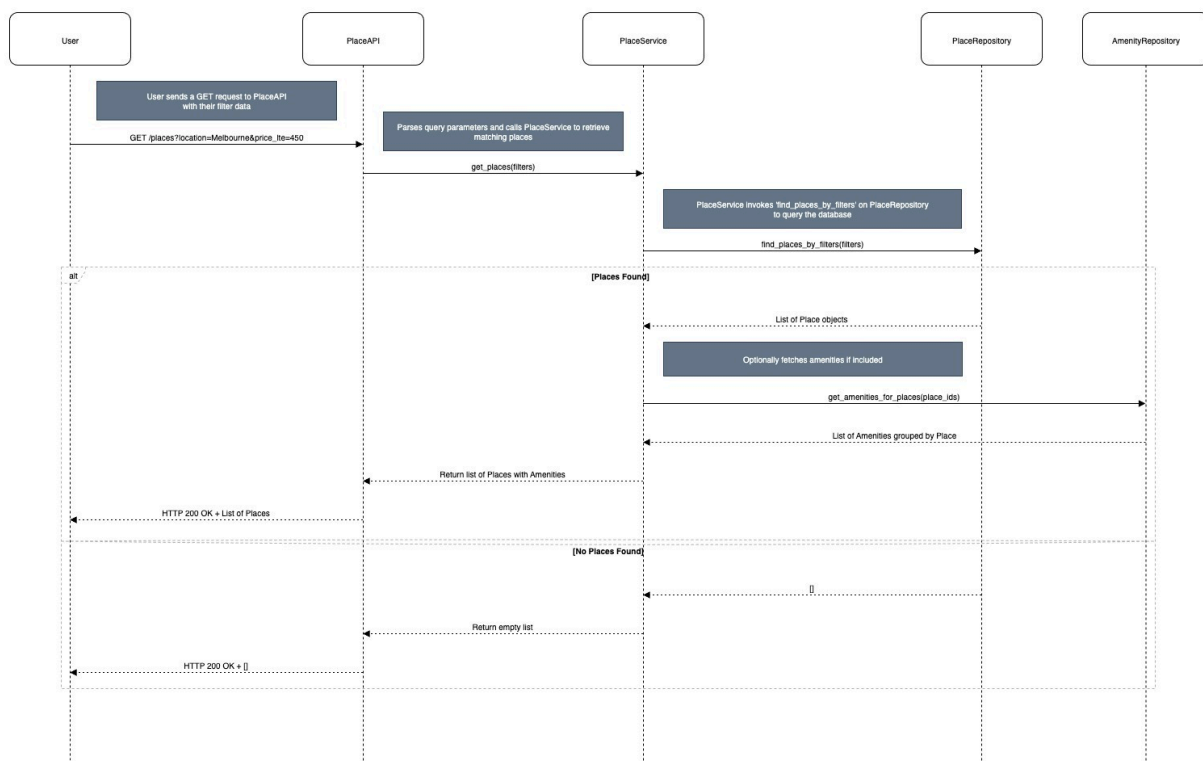 User
PlaceAPI
PlaceService
PlaceRepository
AmenityRepository
User sends a GET request to PlaceAPI
with their filter data
GET /places?location=Melbourne&price_lte=450
Parses query parameters and calls PlaceService to retrieve
matching places
get_places(filters)
PlaceService invokes 'find_places_by_filters' on PlaceRepository
to query the database
find_places_by_filters(filters)
alt
[Places Found]
List of Place objects
Optionally fetches amenities if included
get_amenities_for_places(place_ids)
List of Amenities grouped by Place
Return list of Places with Amenities
HTTP 200 OK + List of Places
[No Places Found]
[]
Return empty list
HTTP 200 OK + []